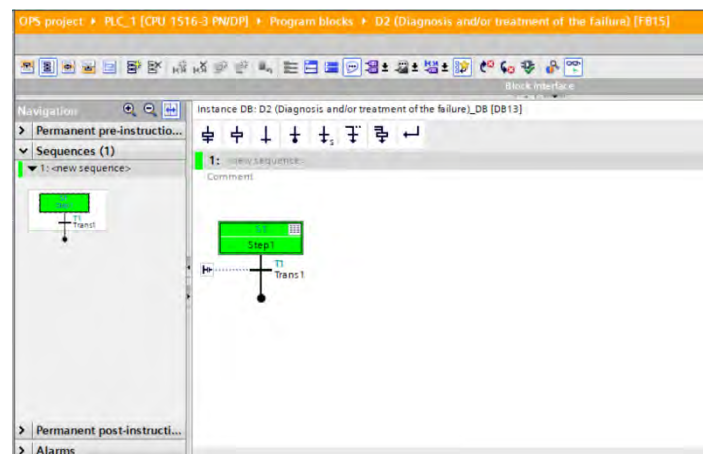 OPS project ▸ PLC_1 [CPU 1516-3 PN/DP] ▸ Program blocks ▸ D2 (Diagnosis and/or treatment of the failure) [FB15]
Block interface
Navigation
Instance DB: D2 (Diagnosis and/or treatment of the failure)_DB [DB13]
Permanent pre-instructio...
Sequences (1)
1: <new sequence>
1: <new sequence>
Comment
T1
Trans1
Step1
T1
Trans1
Permanent post-instructi...
Alarms